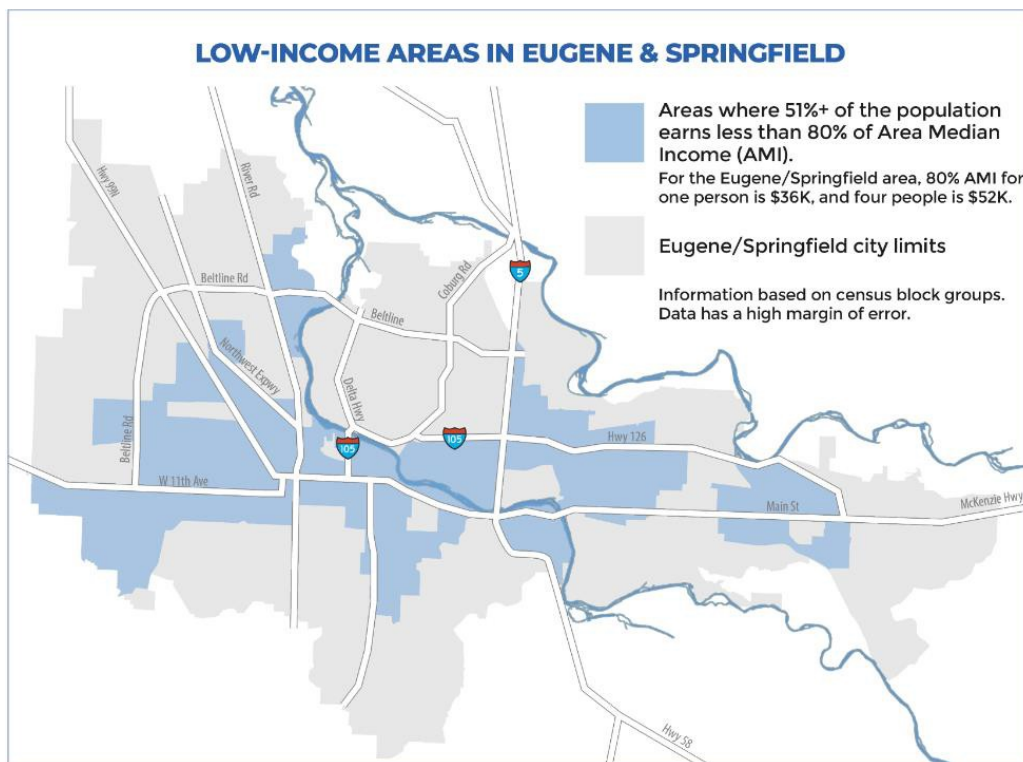 LOW-INCOME AREAS IN EUGENE & SPRINGFIELD
Areas where 51%+ of the population
earns less than 80% of Area Median
Income (AMI).
For the Eugene/Springfield area, 80% AMI for
one person is $36K, and four people is $52K.
Eugene/Springfield city limits
Information based on census block groups.
Data has a high margin of error.
Hwy 99N
River Rd
Coburg Rd
5
Beltline Rd
Beltline
Northwest Expwy
Delta Hwy
Beltline Rd
105
105
Hwy 126
W 11th Ave
Main St
McKenzie Hwy
Hwy 58